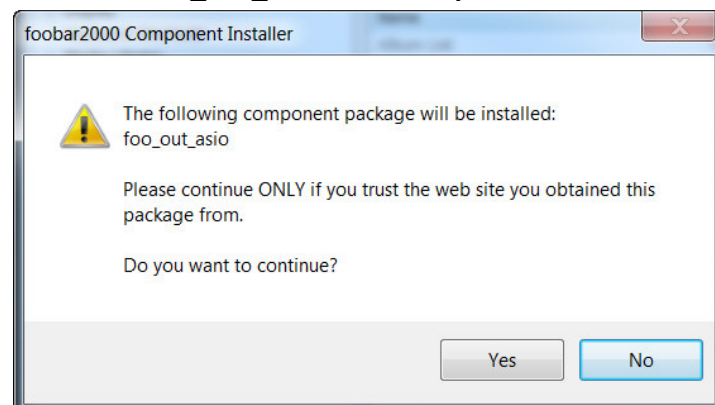 foobar2000 Component Installer
The following component package will be installed:
foo_out_asio
Please continue ONLY if you trust the web site you obtained this
package from.
Do you want to continue?
Yes
No